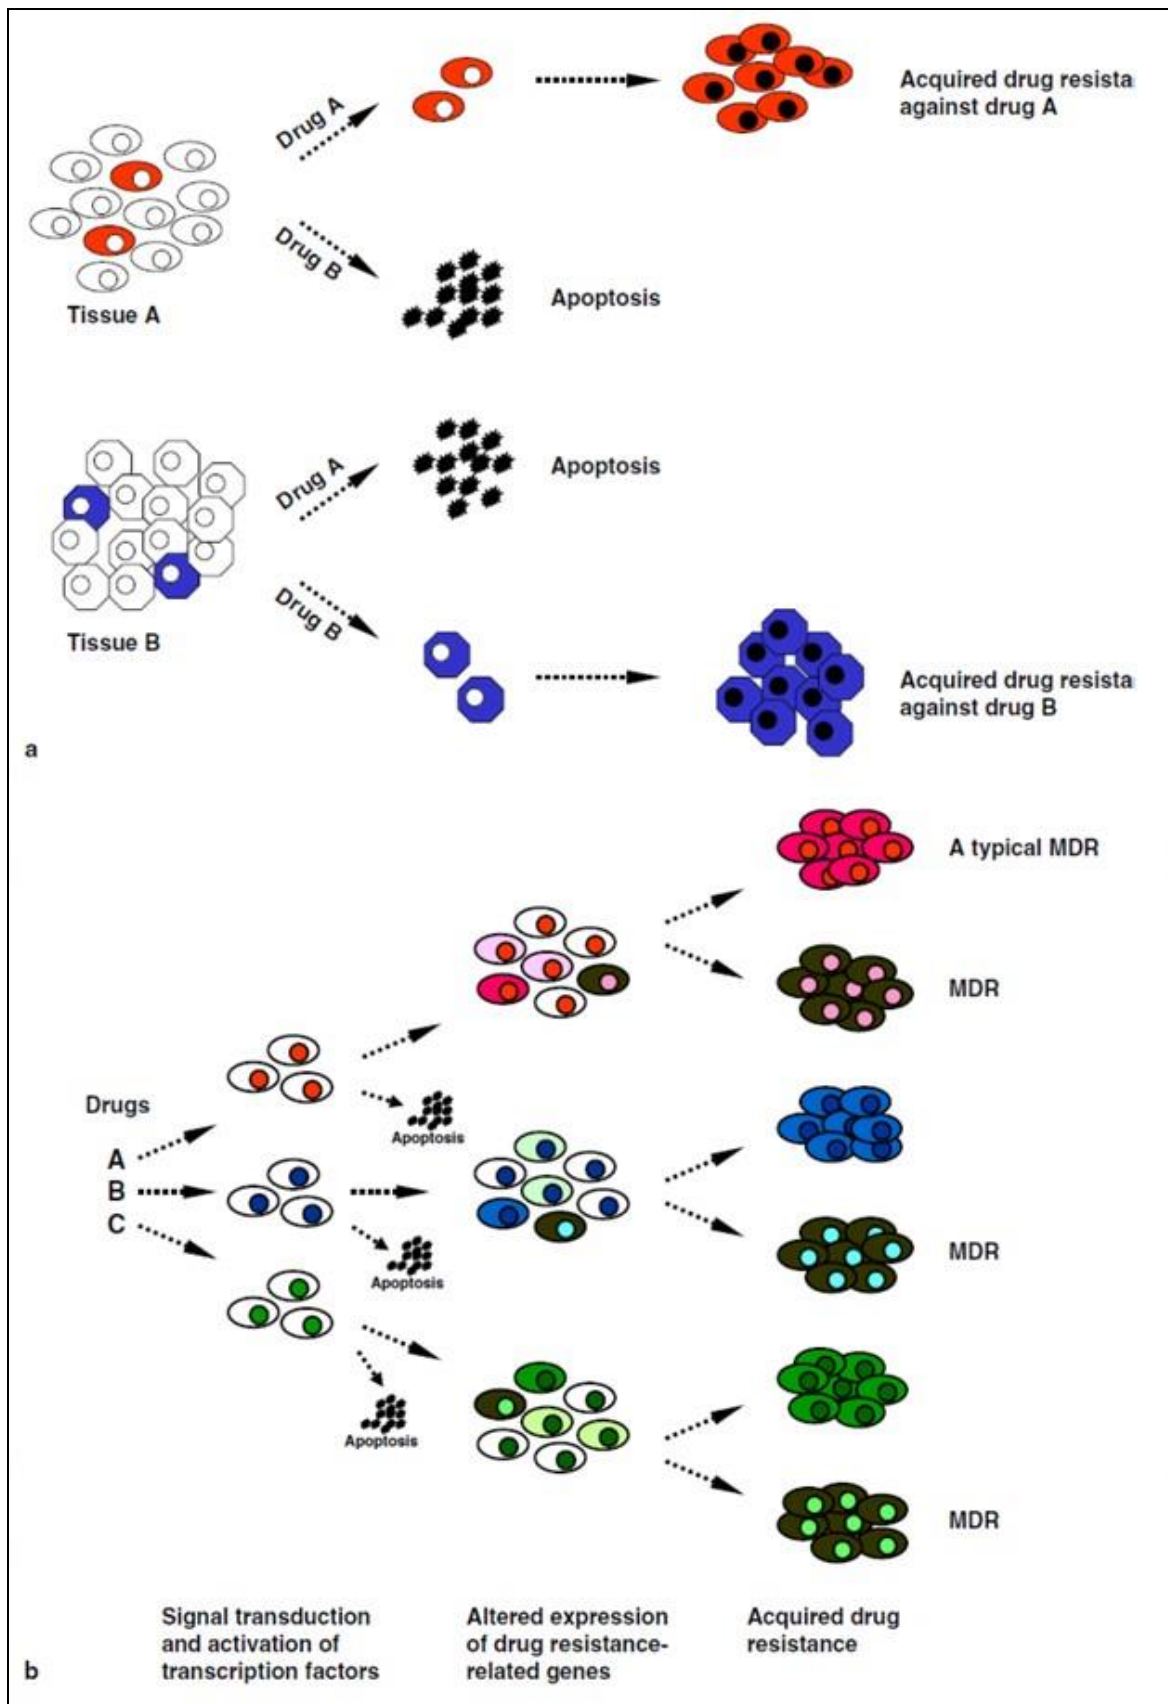 Drug A
Acquired drug resista
against drug A
Drug B
Apoptosis
Tissue A
Drug A
Apoptosis
Drug B
Tissue B
Acquired drug resista
against drug B
a
A typical MDR
MDR
Drugs
Apoptosis
A
B
C
MDR
Apoptosis
Apoptosis
MDR
Signal transduction
and activation of
transcription factors
Altered expression
of drug resistance-
related genes
Acquired drug
resistance
b